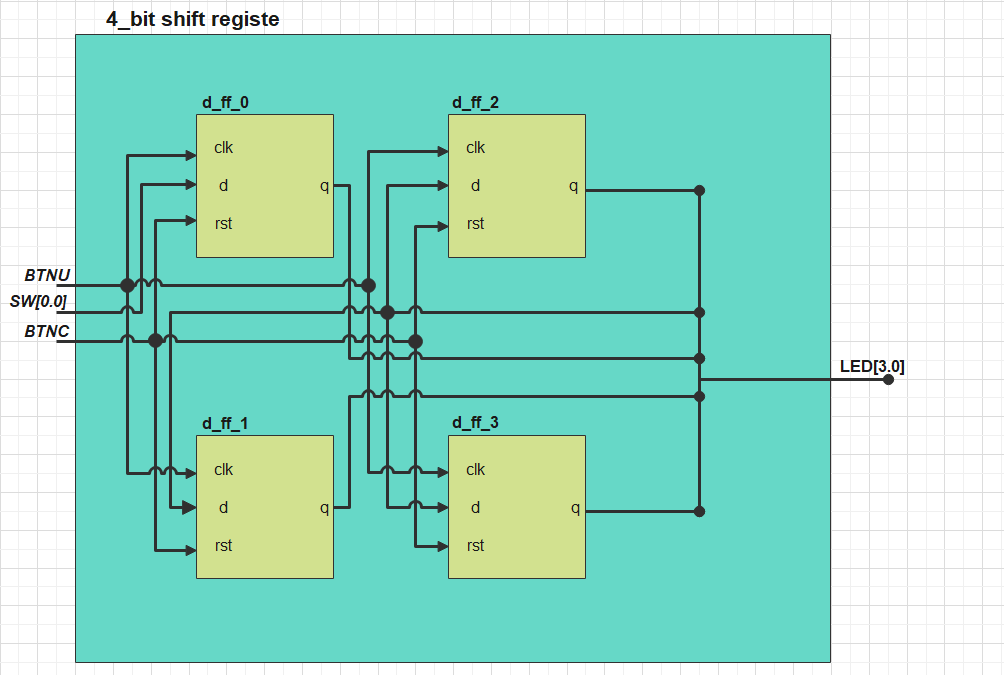 4_bit shift registe
d_ff_0
clk
d
q
rst
d_ff_2
clk
d
q
rst
BTNU
SW[0.0]
BTNC
LED[3.0]
d_ff_1
clk
d
q
rst
d_ff_3
clk
d
q
rst